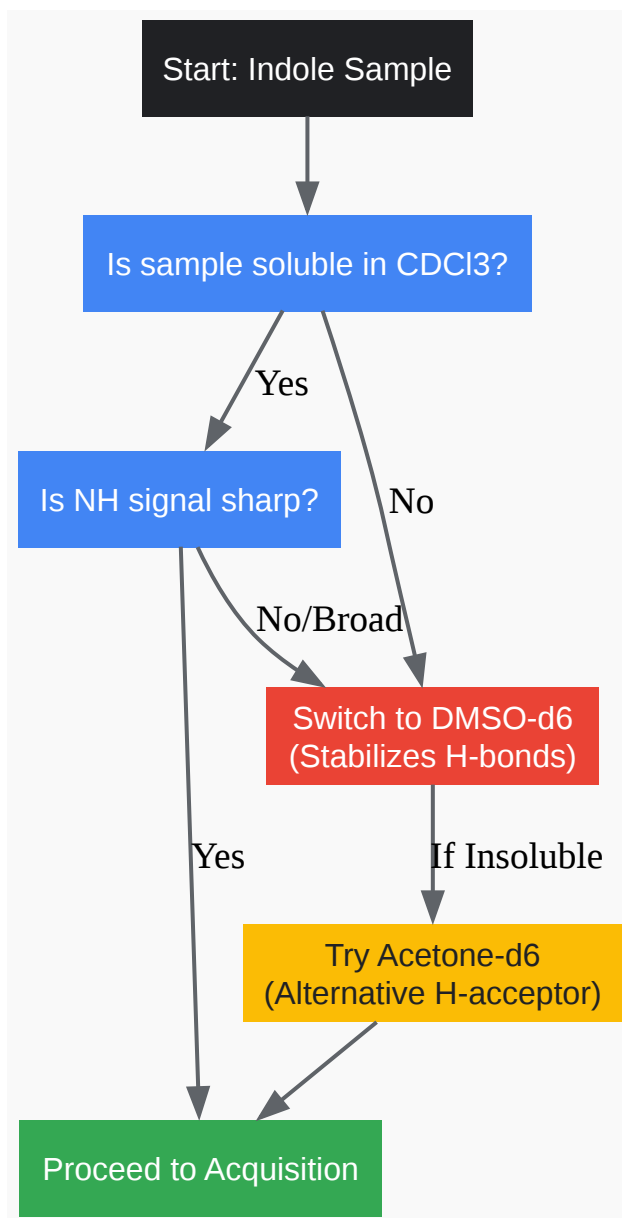 Start: Indole Sample
Is sample soluble in CDCl3?
Yes
Is NH signal sharp?
No
No/Broad
Switch to DMSO-d6
(Stabilizes H-bonds)
Yes
If Insoluble
Try Acetone-d6
(Alternative H-acceptor)
Proceed to Acquisition